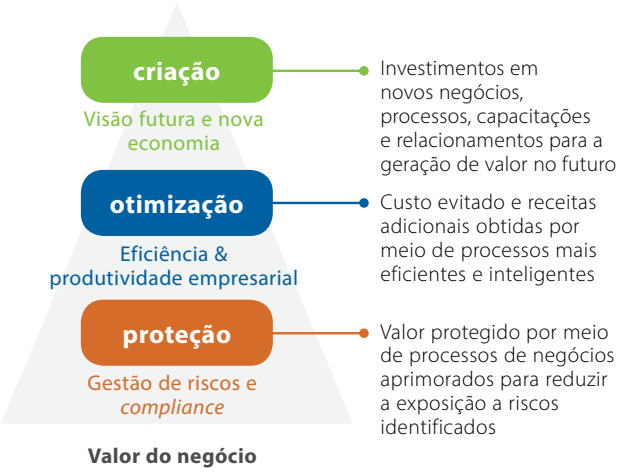 criação
Visão futura e nova
economia
Investimentos em
novos negócios,
processos, capacitações
e relacionamentos para a
geração de valor no futuro
otimização
Eficiência &
produtividade empresarial
Custo evitado e receitas
adicionais obtidas por
meio de processos mais
eficientes e inteligentes
proteção
Gestão de riscos e
compliance
Valor protegido por meio
de processos de negócios
aprimorados para reduzir
a exposição a riscos
identificados
Valor do negócio